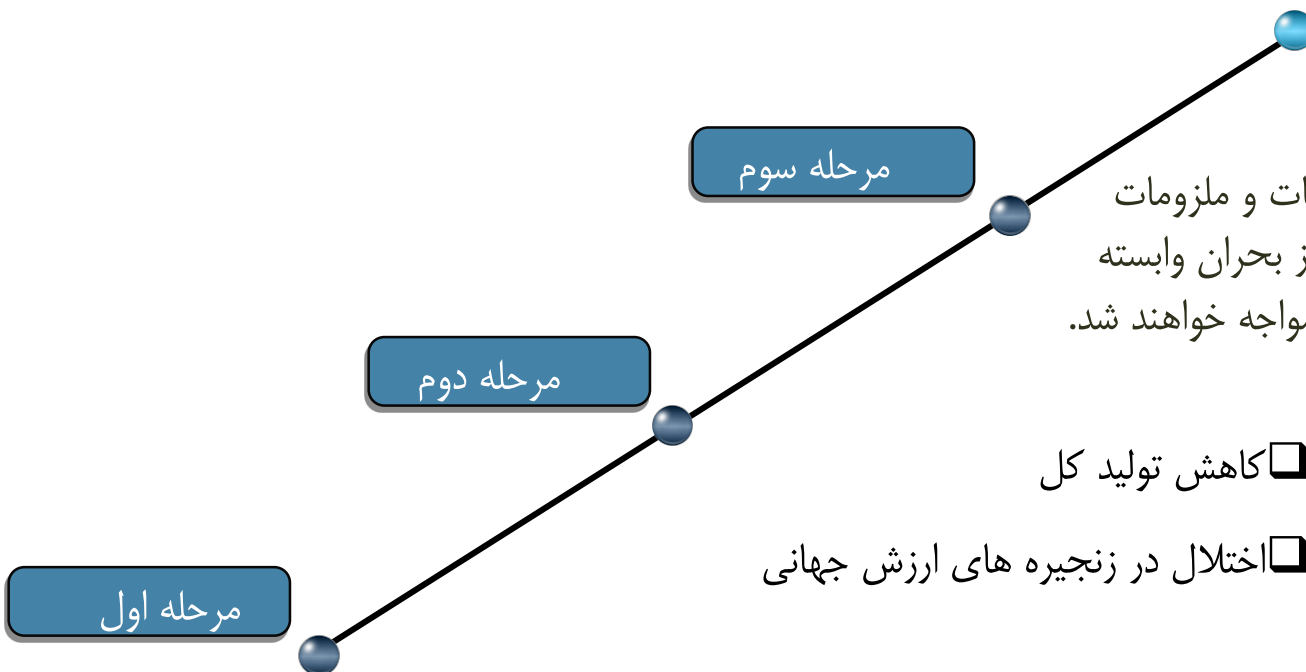 مرحله سوم
و ملزومات
بحران وابسته
مواجه خواهند شد.
مرحله دوم
کاهش تولید کل
اختلال در زنجیره های ارزش جهانی
مرحله اول